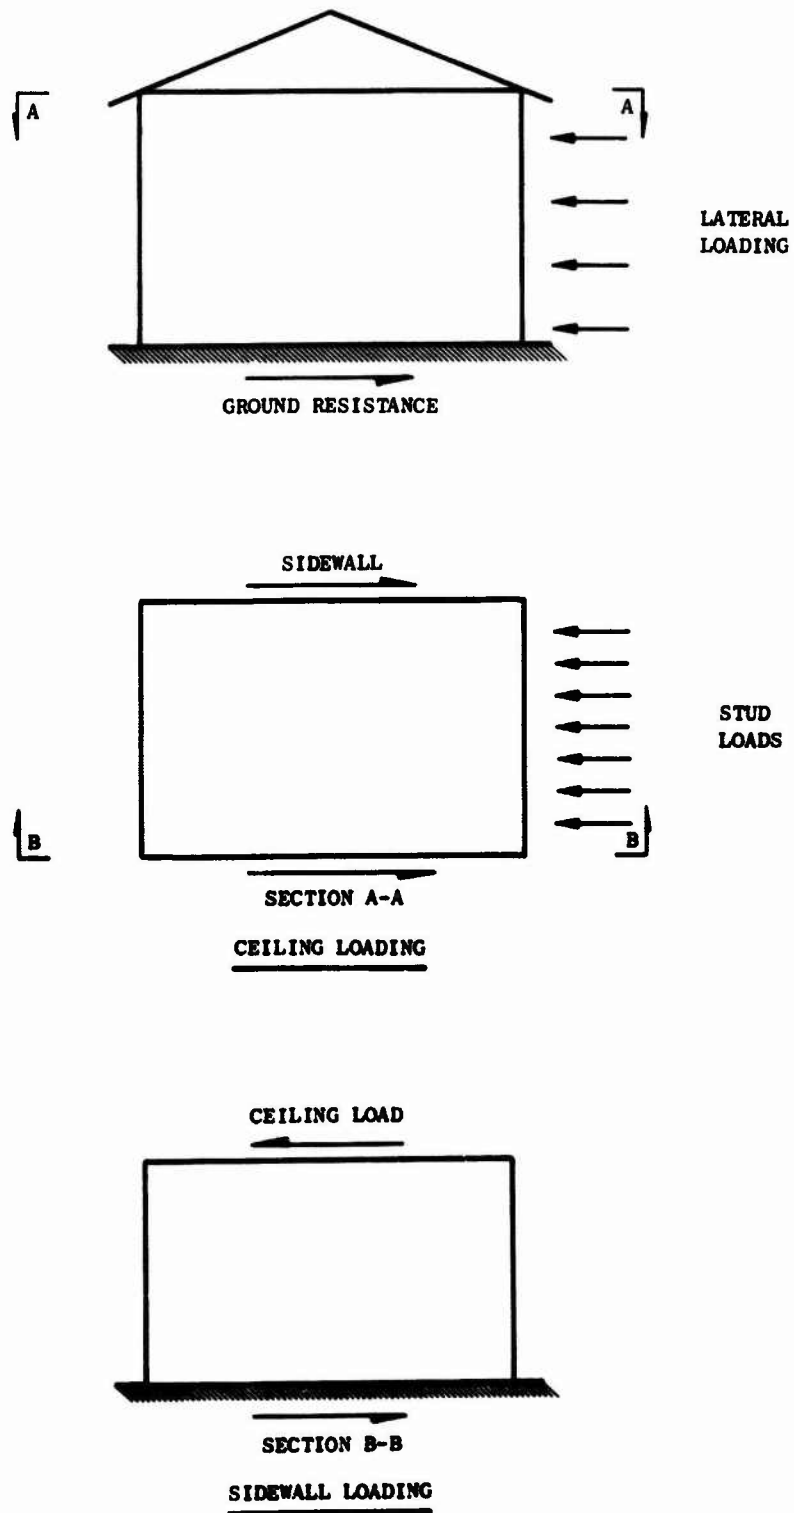 A
A
LATERAL
LOADING
GROUND RESISTANCE
SIDEWALL
STUD
LOADS
B
B
SECTION A-A
CEILING LOADING
CEILING LOAD
SECTION B-B
SIDEWALL LOADING